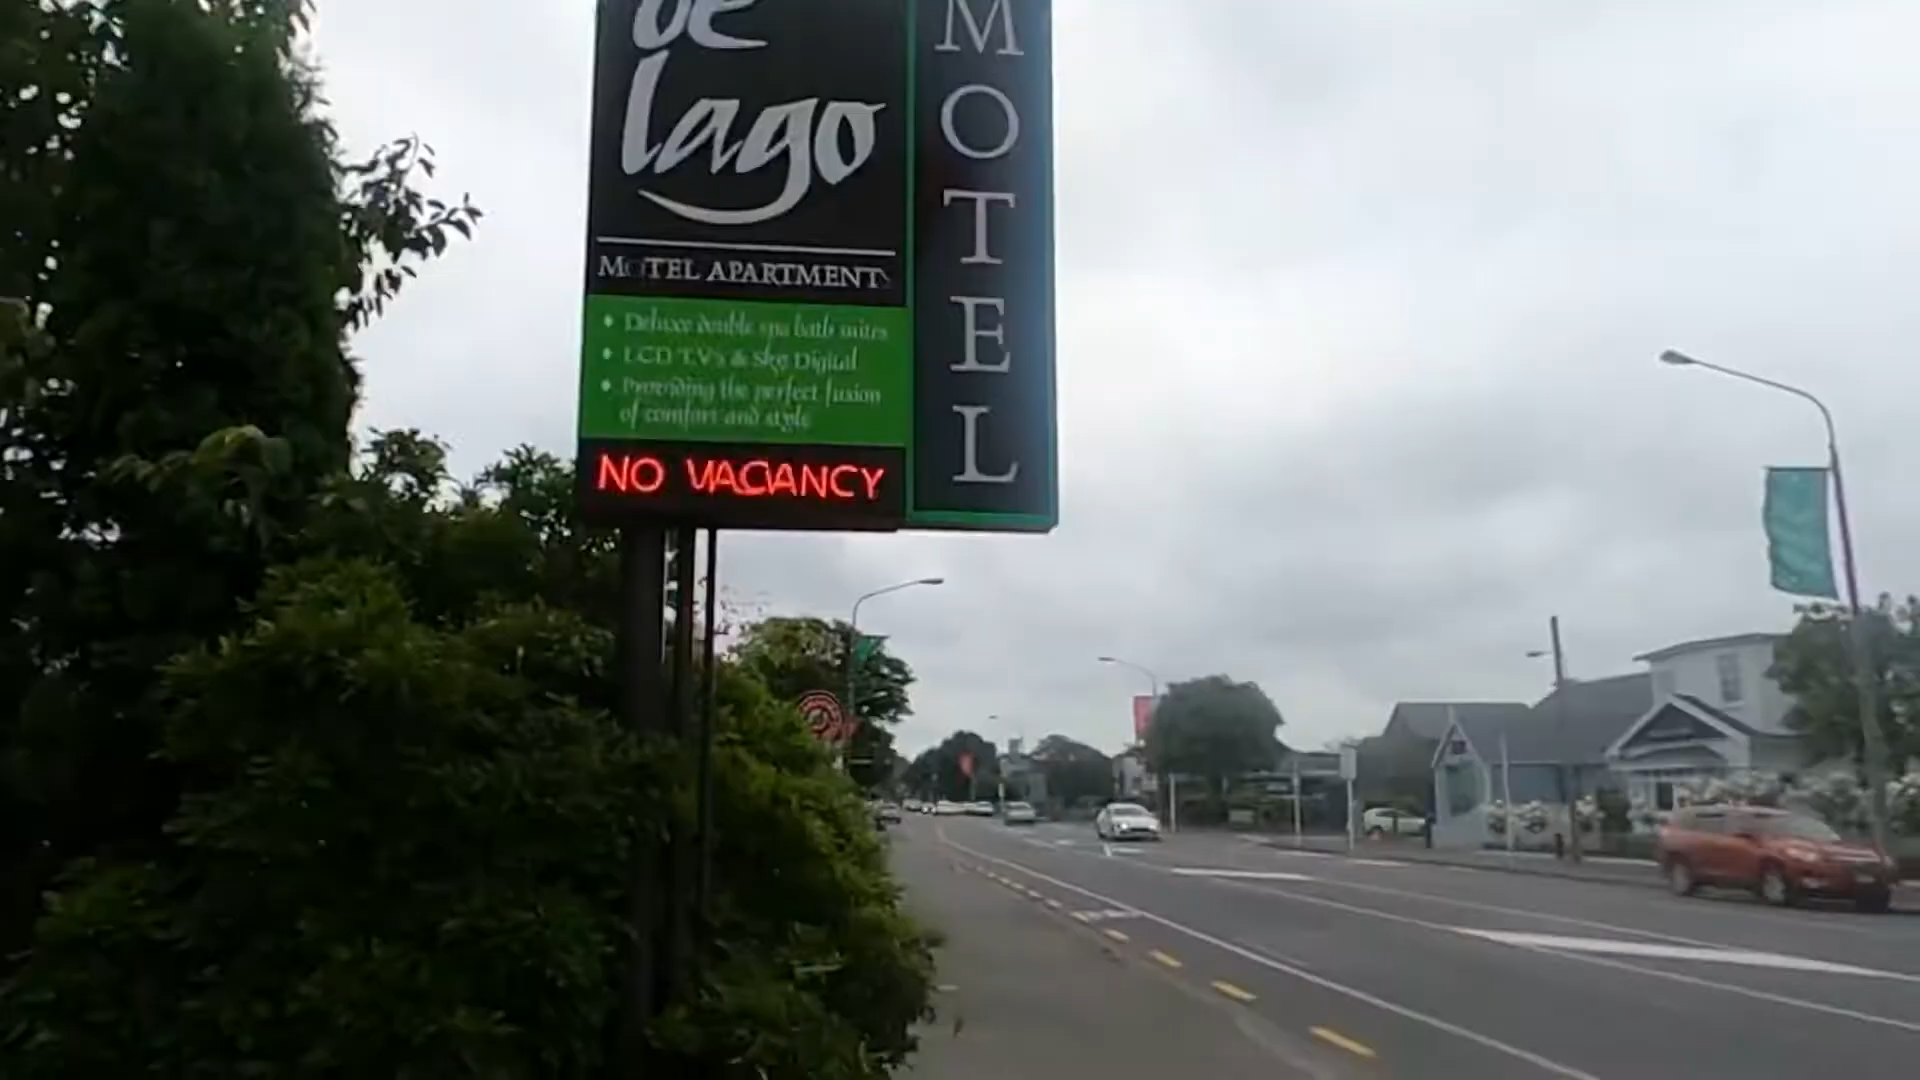 de
lago
MOTEL APARTMENTS
• Deluxe double spa bath suites
• LCD T.V's & Sky Digital
• Providing the perfect fusion
of comfort and style
NO VACANCY
MOTEL